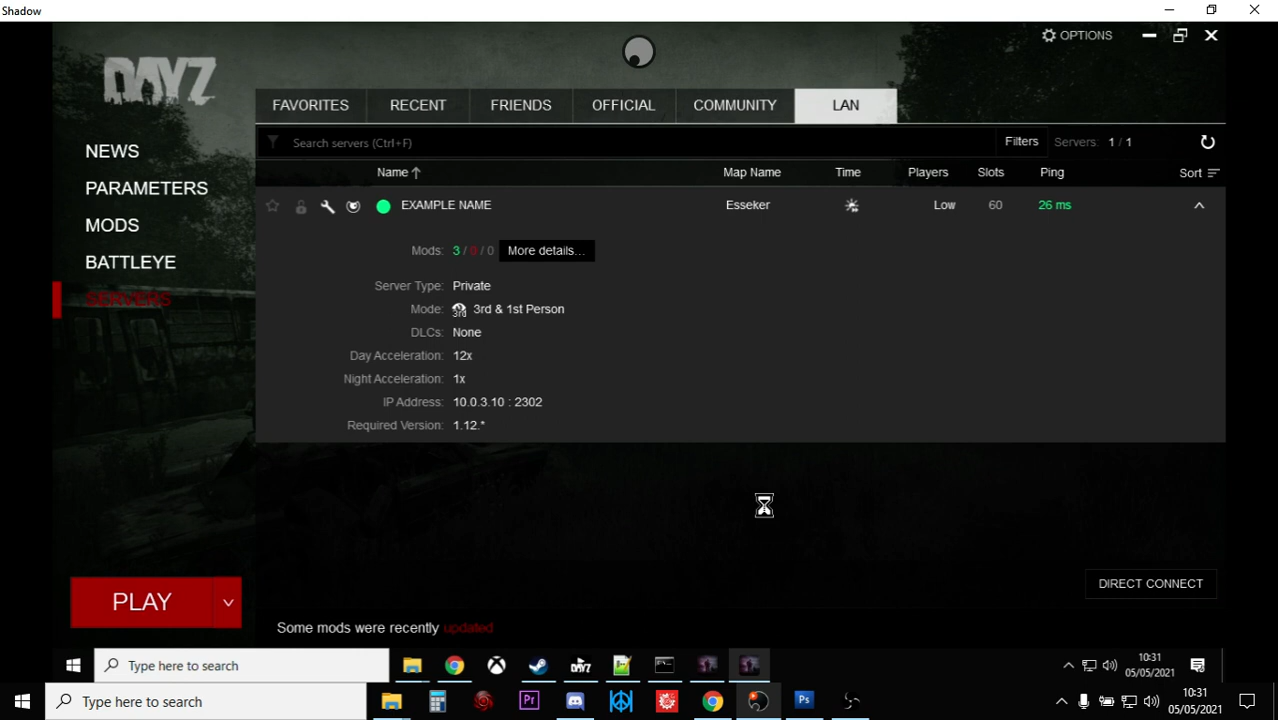 Shadow
OPTIONS
DAYZ
FAVORITES RECENT FRIENDS OFFICIAL COMMUNITY LAN
Search servers (Ctrl+F) Filters Servers: 1 / 1
NEWS
PARAMETERS
MODS
BATTLEYE
SERVERS
Name Map Name Time Players Slots Ping Sort
EXAMPLE NAME Esseker Low 60 26 ms
Mods: 3 / 0 / 0 More details...
Server Type: Private
Mode: 3rd & 1st Person
DLCs: None
Day Acceleration: 12x
Night Acceleration: 1x
IP Address: 10.0.3.10 : 2302
Required Version: 1.12.*
DIRECT CONNECT
PLAY
Some mods were recently updated
Type here to search DAYZ 10:31
05/05/2021
Type here to search Pr Ps 10:31
05/05/2021